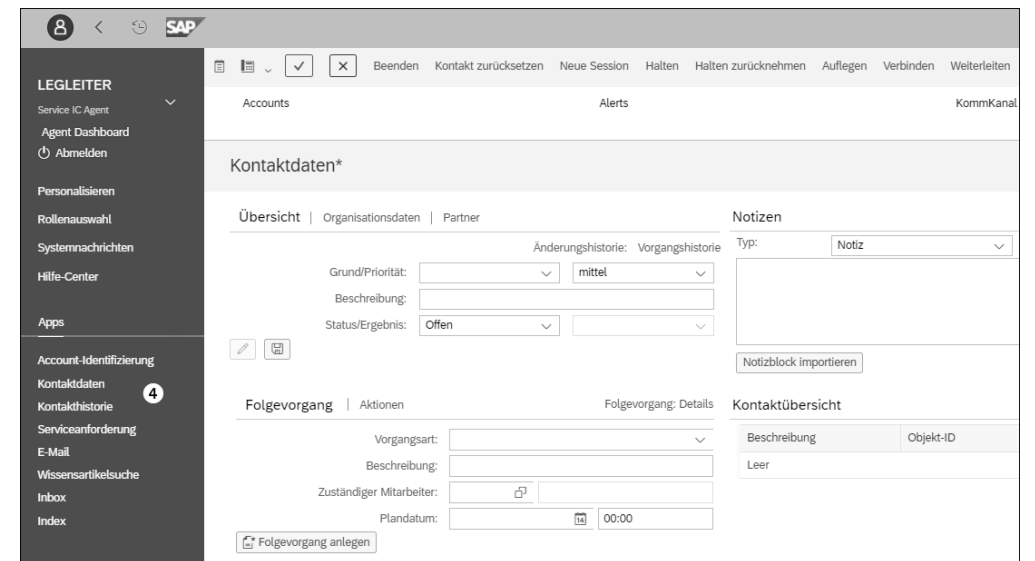 SAP
LEGLEITER
Service IC Agent
Agent Dashboard
Abmelden
Personalisieren
Rollenauswahl
Systemnachrichten
Hilfe-Center
Apps
Account-Identifizierung
Kontaktdaten
4
Kontakthistorie
Serviceanforderung
E-Mail
Wissensartikelsuche
Inbox
Index
Beenden Kontakt zurücksetzen Neue Session Halten Halten zurücknehmen Auflegen Verbinden Weiterleiten
Accounts Alerts KommKanal
Kontaktdaten*
Übersicht | Organisationsdaten | Partner
Änderungshistorie: Vorgangshistorie
Grund/Priorität: mittel
Beschreibung:
Status/Ergebnis: Offen
Notizen
Typ: Notiz
Notizblock importieren
Folgevorgang | Aktionen Folgevorgang: Details
Vorgangsart:
Beschreibung:
Zuständiger Mitarbeiter:
Plandatum: 14 00:00
Folgevorgang anlegen
Kontaktübersicht
Beschreibung Objekt-ID
Leer